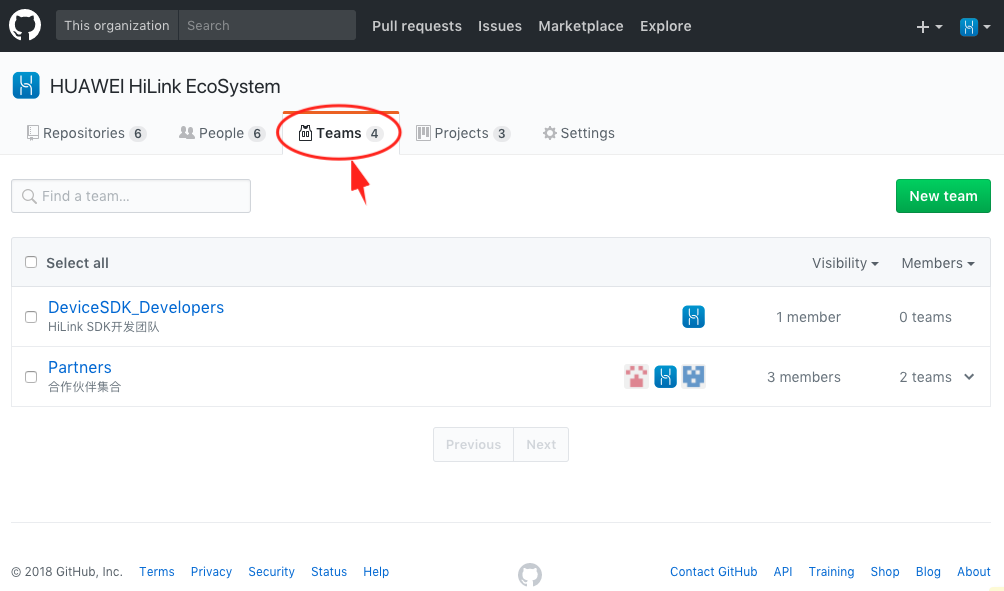 This organization Search Pull requests Issues Marketplace Explore
HUAWEI HiLink EcoSystem
Repositories 6 People 6 Teams 4 Projects 3 Settings
Find a team... New team
Select all Visibility Members
DeviceSDK_Developers
HiLink SDK开发团队
1 member 0 teams
Partners
合作伙伴集合
3 members 2 teams
Previous Next
© 2018 GitHub, Inc. Terms Privacy Security Status Help Contact GitHub API Training Shop Blog About